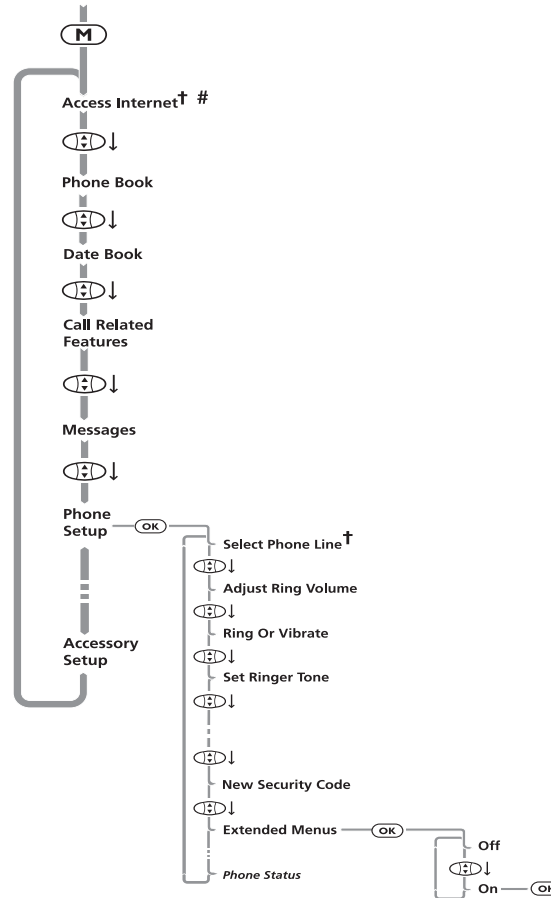 M
Access Internet† #
Phone Book
Date Book
Call Related
Features
Messages
Phone
Setup
OK
Select Phone Line†
Adjust Ring Volume
Ring Or Vibrate
Set Ringer Tone
Accessory
Setup
New Security Code
Extended Menus
OK
Off
Phone Status
On
OK